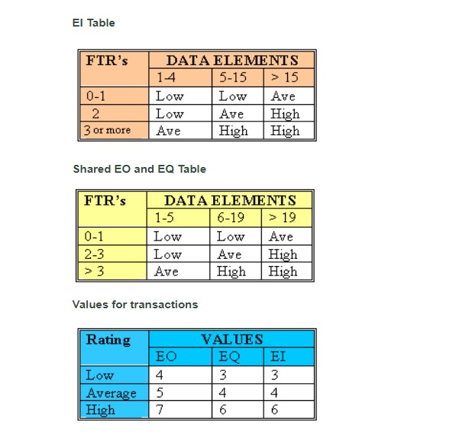 EI Table
FTR's DATA ELEMENTS
1-4 5-15 > 15
0-1 Low Low Ave
2 Low Ave High
3 or more Ave High High
Shared EO and EQ Table
FTR's DATA ELEMENTS
1-5 6-19 > 19
0-1 Low Low Ave
2-3 Low Ave High
> 3 Ave High High
Values for transactions
Rating VALUES
EO EQ EI
Low 4 3 3
Average 5 4 4
High 7 6 6